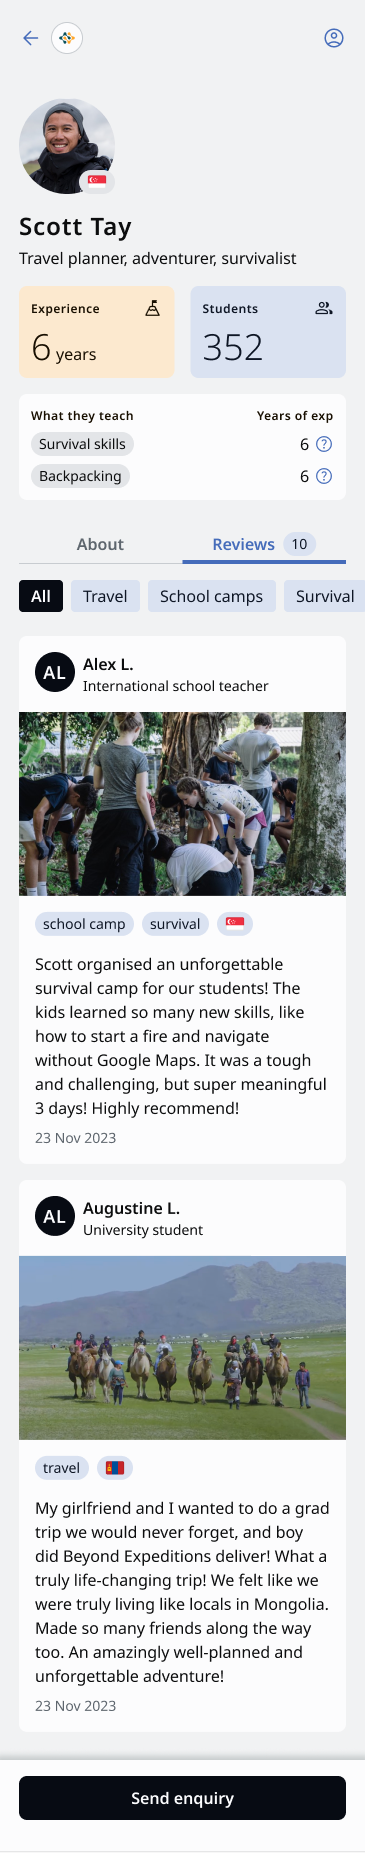 Scott Tay
Travel planner, adventurer, survivalist
Experience
6 years
Students
352
What they teach
Years of exp
Survival skills
6
Backpacking
6
About
Reviews 10
All
Travel
School camps
Survival
AL
Alex L.
International school teacher
school camp
survival
Scott organised an unforgettable
survival camp for our students! The
kids learned so many new skills, like
how to start a fire and navigate
without Google Maps. It was a tough
and challenging, but super meaningful
3 days! Highly recommend!
23 Nov 2023
AL
Augustine L.
University student
travel
My girlfriend and I wanted to do a grad
trip we would never forget, and boy
did Beyond Expeditions deliver! What a
truly life-changing trip! We felt like we
were truly living like locals in Mongolia.
Made so many friends along the way
too. An amazingly well-planned and
unforgettable adventure!
23 Nov 2023
Send enquiry